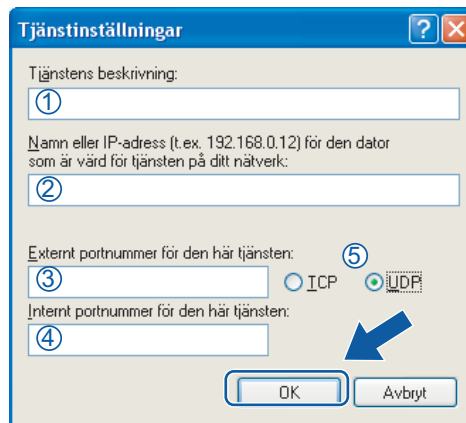 Tjänstinställningar
Tjänstens beskrivning:
①
Namn eller IP-adress (t.ex. 192.168.0.12) för den dator
som är värd för tjänsten på ditt nätverk:
②
Externt portnummer för den här tjänsten: ⑤
③ TCP UDP
Internt portnummer för den här tjänsten:
④
OK Avbryt